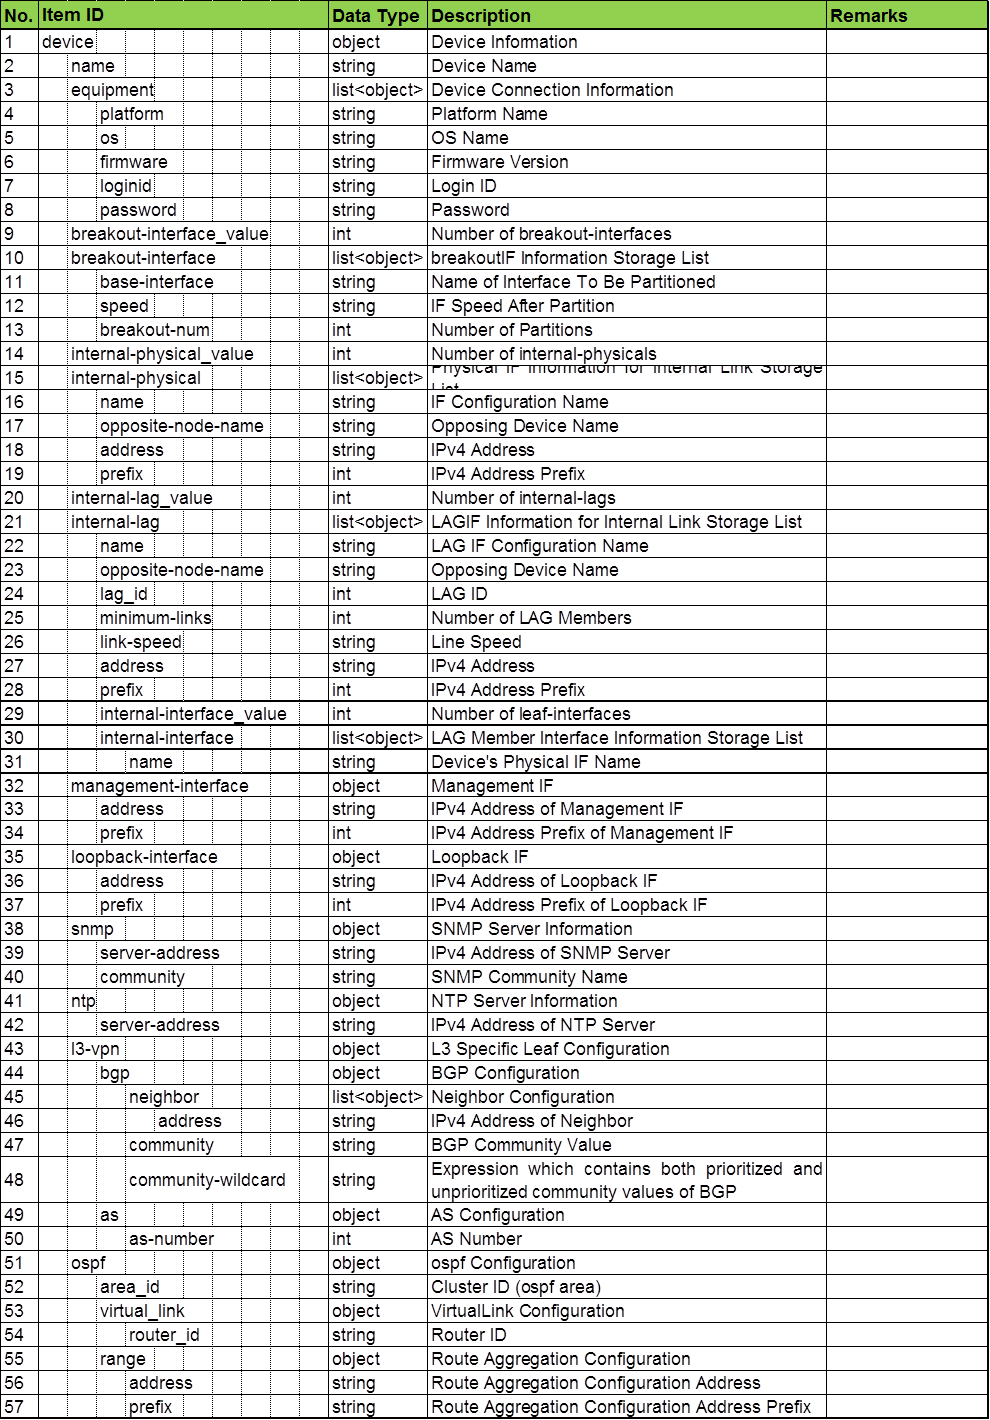 No. Item ID Data Type Description Remarks
1 device object Device Information
2 name string Device Name
3 equipment list<object> Device Connection Information
4 platform string Platform Name
5 os string OS Name
6 firmware string Firmware Version
7 loginid string Login ID
8 password string Password
9 breakout-interface_value int Number of breakout-interfaces
10 breakout-interface list<object> breakoutIF Information Storage List
11 base-interface string Name of Interface To Be Partitioned
12 speed string IF Speed After Partition
13 breakout-num int Number of Partitions
14 internal-physical_value int Number of internal-physicals
15 internal-physical list<object> Physical IF Information for Internal Link Storage
List
16 name string IF Configuration Name
17 opposite-node-name string Opposing Device Name
18 address string IPv4 Address
19 prefix int IPv4 Address Prefix
20 internal-lag_value int Number of internal-lags
21 internal-lag list<object> LAGIF Information for Internal Link Storage List
22 name string LAG IF Configuration Name
23 opposite-node-name string Opposing Device Name
24 lag_id int LAG ID
25 minimum-links int Number of LAG Members
26 link-speed string Line Speed
27 address string IPv4 Address
28 prefix int IPv4 Address Prefix
29 internal-interface_value int Number of leaf-interfaces
30 internal-interface list<object> LAG Member Interface Information Storage List
31 name string Device's Physical IF Name
32 management-interface object Management IF
33 address string IPv4 Address of Management IF
34 prefix int IPv4 Address Prefix of Management IF
35 loopback-interface object Loopback IF
36 address string IPv4 Address of Loopback IF
37 prefix int IPv4 Address Prefix of Loopback IF
38 snmp object SNMP Server Information
39 server-address string IPv4 Address of SNMP Server
40 community string SNMP Community Name
41 ntp object NTP Server Information
42 server-address string IPv4 Address of NTP Server
43 l3-vpn object L3 Specific Leaf Configuration
44 bgp object BGP Configuration
45 neighbor list<object> Neighbor Configuration
46 address string IPv4 Address of Neighbor
47 community string BGP Community Value
48 community-wildcard string Expression which contains both prioritized and
unprioritized community values of BGP
49 as object AS Configuration
50 as-number int AS Number
51 ospf object ospf Configuration
52 area_id string Cluster ID (ospf area)
53 virtual_link object VirtualLink Configuration
54 router_id string Router ID
55 range object Route Aggregation Configuration
56 address string Route Aggregation Configuration Address
57 prefix string Route Aggregation Configuration Address Prefix